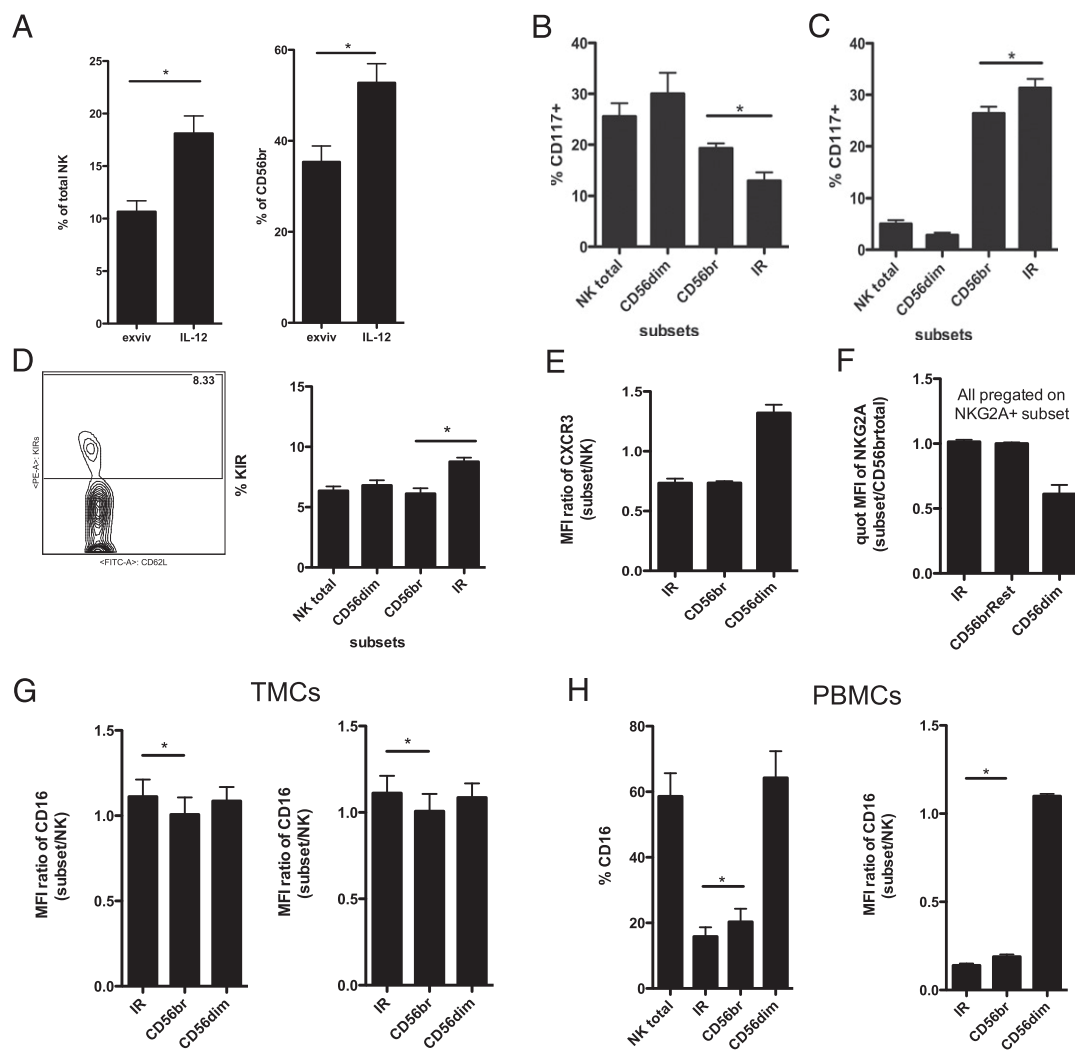 A
% of total NK
25
20
15
10
5
0
*
exviv IL-12
% of CD56br
60
40
20
0
*
exviv IL-12
B
% CD117+
40
30
20
10
0
*
NK total CD56dim CD56br IR
subsets
C
% CD117+
40
30
20
10
0
*
NK total CD56dim CD56br IR
subsets
D
8.33
<PE-A>: KIRs
<FITC-A>: CD62L
% KIR
15
10
5
0
*
NK total CD56dim CD56br IR
subsets
E
MFI ratio of CXCR3
(subset/NK)
1.5
1.0
0.5
0.0
IR CD56br CD56dim
F
quot MFI of NKG2A
(subset/CD56brtotal)
1.5
1.0
0.5
0.0
All pregated on
NKG2A+ subset
IR CD56brRest CD56dim
G
TMCs
MFI ratio of CD16
(subset/NK)
1.5
1.0
0.5
0.0
*
IR CD56br CD56dim
MFI ratio of CD16
(subset/NK)
1.5
1.0
0.5
0.0
*
IR CD56br CD56dim
H
PBMCs
% CD16
80
60
40
20
0
*
NK total IR CD56br CD56dim
MFI ratio of CD16
(subset/NK)
1.5
1.0
0.5
0.0
*
IR CD56br CD56dim